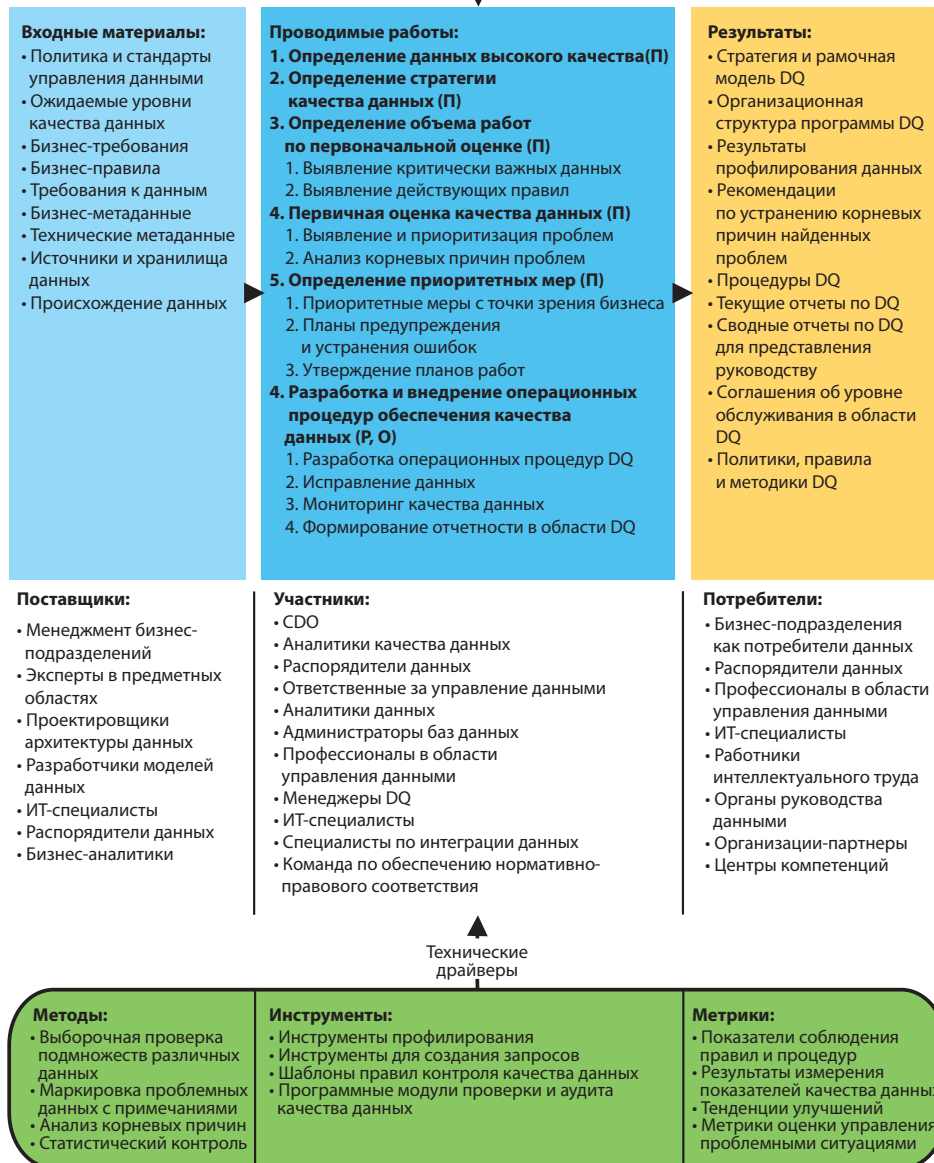 Входные материалы:
• Политика и стандарты
управления данными
• Ожидаемые уровни
качества данных
• Бизнес-требования
• Бизнес-правила
• Требования к данным
• Бизнес-метаданные
• Технические метаданные
• Источники и хранилища
данных
• Происхождение данных
Проводимые работы:
1. Определение данных высокого качества(П)
2. Определение стратегии
качества данных (П)
3. Определение объема работ
по первоначальной оценке (П)
1. Выявление критически важных данных
2. Выявление действующих правил
4. Первичная оценка качества данных (П)
1. Выявление и приоритизация проблем
2. Анализ корневых причин проблем
5. Определение приоритетных мер (П)
1. Приоритетные меры с точки зрения бизнеса
2. Планы предупреждения
и устранения ошибок
3. Утверждение планов работ
4. Разработка и внедрение операционных
процедур обеспечения качества
данных (Р, О)
1. Разработка операционных процедур DQ
2. Исправление данных
3. Мониторинг качества данных
4. Формирование отчетности в области DQ
Результаты:
• Стратегия и рамочная
модель DQ
• Организационная
структура программы DQ
• Результаты
профилирования данных
• Рекомендации
по устранению корневых
причин найденных
проблем
• Процедуры DQ
• Текущие отчеты по DQ
• Сводные отчеты по DQ
для представления
руководству
• Соглашения об уровне
обслуживания в области
DQ
• Политики, правила
и методики DQ
Поставщики:
• Менеджмент бизнес-
подразделений
• Эксперты в предметных
областях
• Проектировщики
архитектуры данных
• Разработчики моделей
данных
• ИТ-специалисты
• Распорядители данных
• Бизнес-аналитики
Участники:
• CDO
• Аналитики качества данных
• Распорядители данных
• Ответственные за управление данными
• Аналитики данных
• Администраторы баз данных
• Профессионалы в области
управления данными
• Менеджеры DQ
• ИТ-специалисты
• Специалисты по интеграции данных
• Команда по обеспечению нормативно-
правового соответствия
Потребители:
• Бизнес-подразделения
как потребители данных
• Распорядители данных
• Профессионалы в области
управления данными
• ИТ-специалисты
• Работники
интеллектуального труда
• Органы руководства
данными
• Организации-партнеры
• Центры компетенций
Технические
драйверы
Методы:
• Выборочная проверка
подмножеств различных
данных
• Маркировка проблемных
данных с примечаниями
• Анализ корневых причин
• Статистический контроль
Инструменты:
• Инструменты профилирования
• Инструменты для создания запросов
• Шаблоны правил контроля качества данных
• Программные модули проверки и аудита
качества данных
Метрики:
• Показатели соблюдения
правил и процедур
• Результаты измерения
показателей качества данных
• Тенденции улучшений
• Метрики оценки управления
проблемными ситуациями